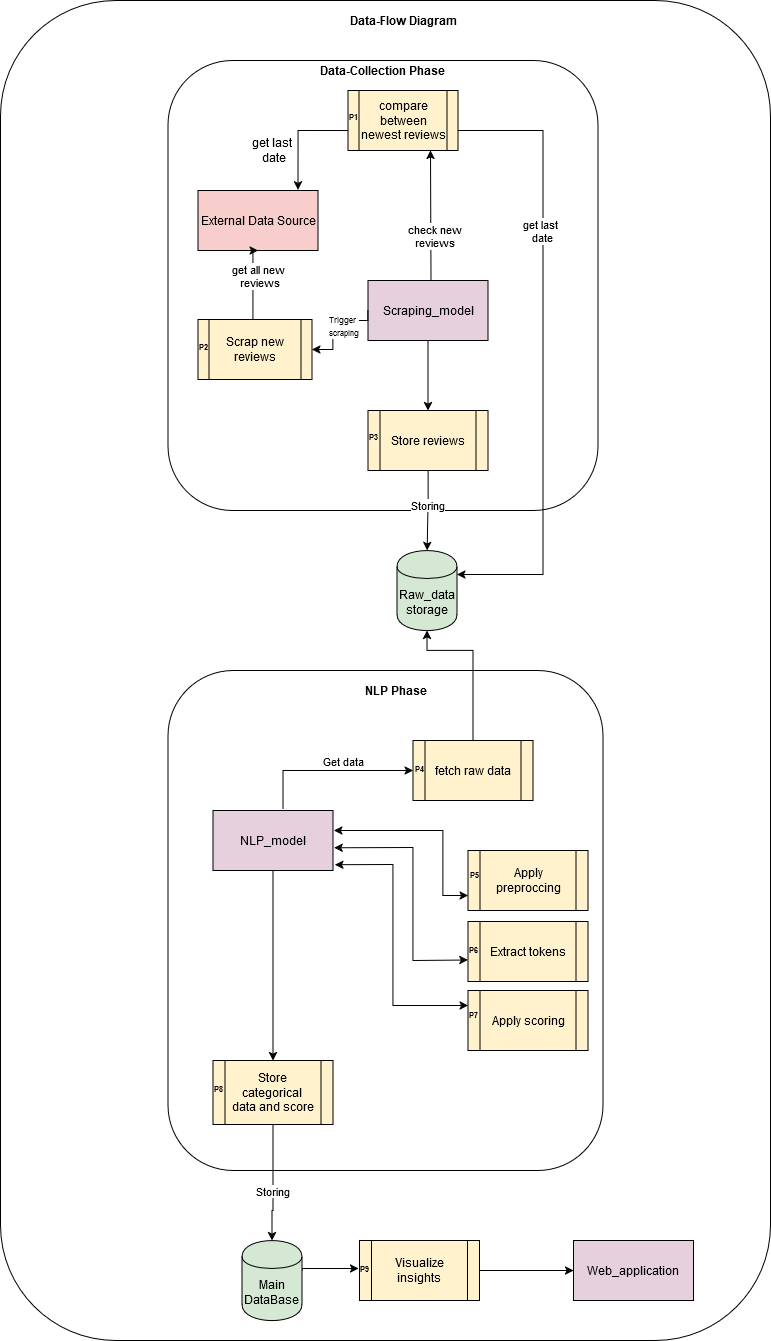 Data-Flow Diagram
Data-Collection Phase
P1
compare
between
newest reviews
get last
date
External Data Source
check new
reviews
get last
date
get all new
reviews
Scraping_model
Trigger
scraping
P2
Scrap new
reviews
P3
Store reviews
Storing
Raw_data
storage
NLP Phase
Get data
P4
fetch raw data
NLP_model
P5
Apply
preproccing
P6
Extract tokens
P7
Apply scoring
P8
Store
categorical
data and score
Storing
Main
DataBase
P9
Visualize
insights
Web_application